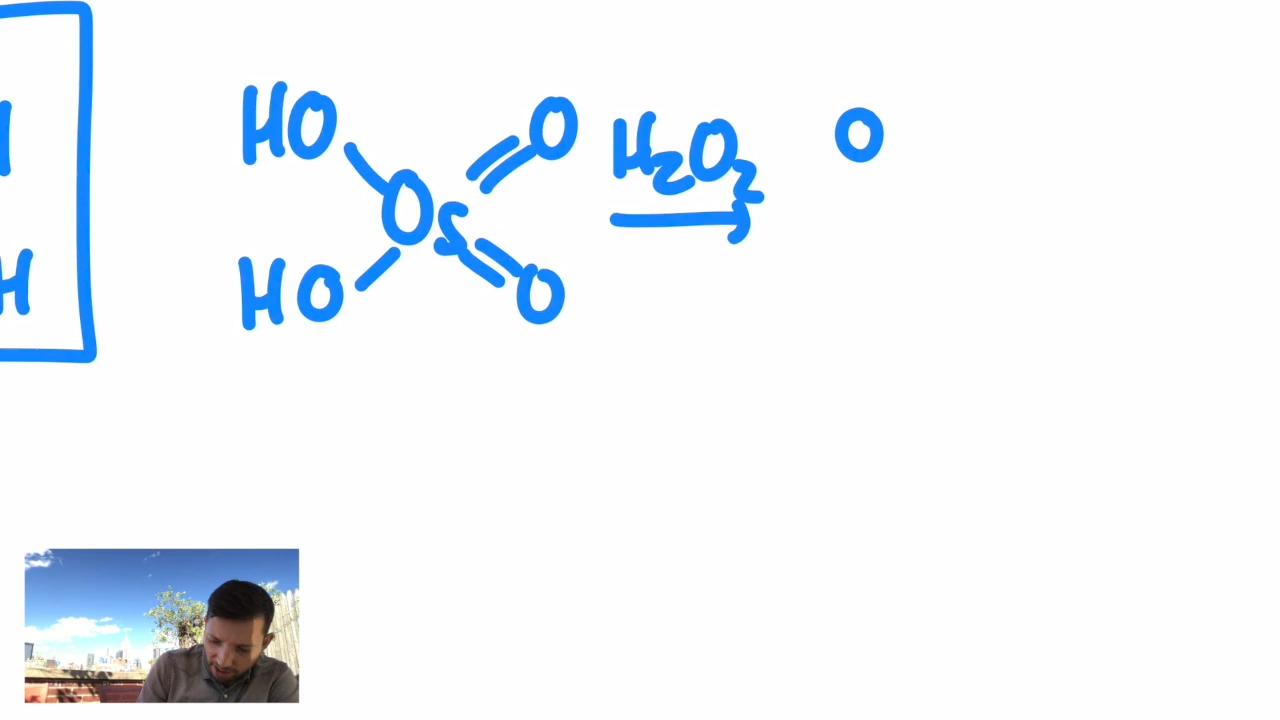 H
HO O H₂O₂ O
Os
H HO O